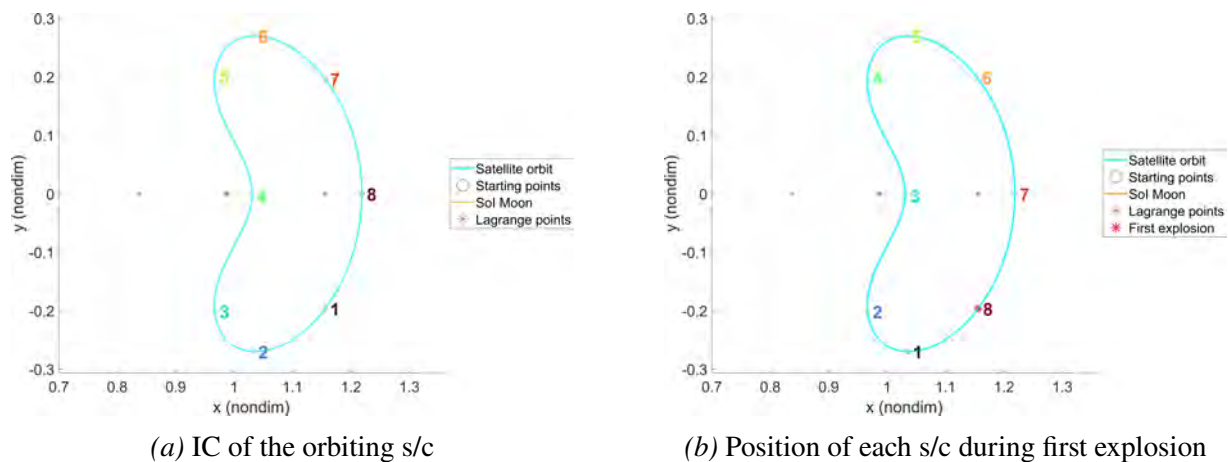 0.3
0.2
0.1
0
-0.1
-0.2
-0.3
y (nondim)
0.7 0.8 0.9 1 1.1 1.2 1.3
x (nondim)
6
5 7
4 8
3 1
2
Satellite orbit
Starting points
Sol Moon
Lagrange points
(a) IC of the orbiting s/c
0.3
0.2
0.1
0
-0.1
-0.2
-0.3
y (nondim)
0.7 0.8 0.9 1 1.1 1.2 1.3
x (nondim)
5
4 6
3 7
2 8
1
Satellite orbit
Starting points
Sol Moon
Lagrange points
First explosion
(b) Position of each s/c during first explosion